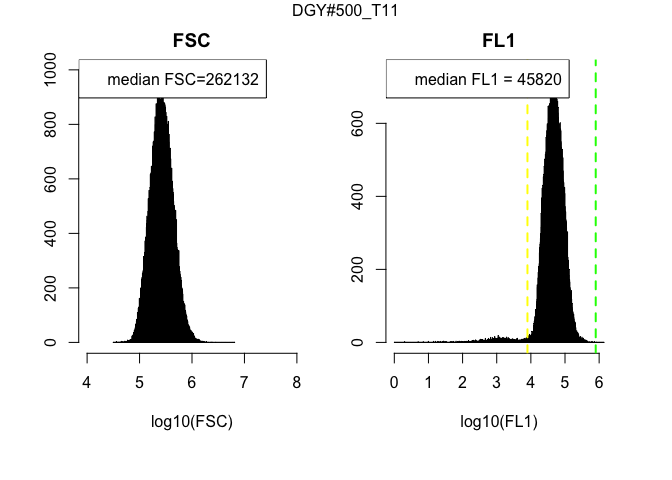 DGY#500_T11
FSC
median FSC=262132
0 200 400 600 800 1000
4 5 6 7 8
log10(FSC)
FL1
median FL1 = 45820
0 200 400 600
0 1 2 3 4 5 6
log10(FL1)